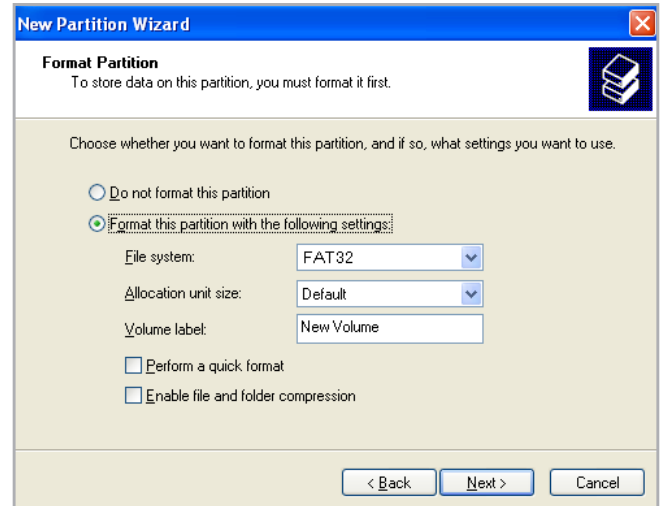 New Partition Wizard
Format Partition
To store data on this partition, you must format it first.
Choose whether you want to format this partition, and if so, what settings you want to use.
Do not format this partition
Format this partition with the following settings:
File system: FAT32
Allocation unit size: Default
Volume label: New Volume
Perform a quick format
Enable file and folder compression
< Back Next > Cancel